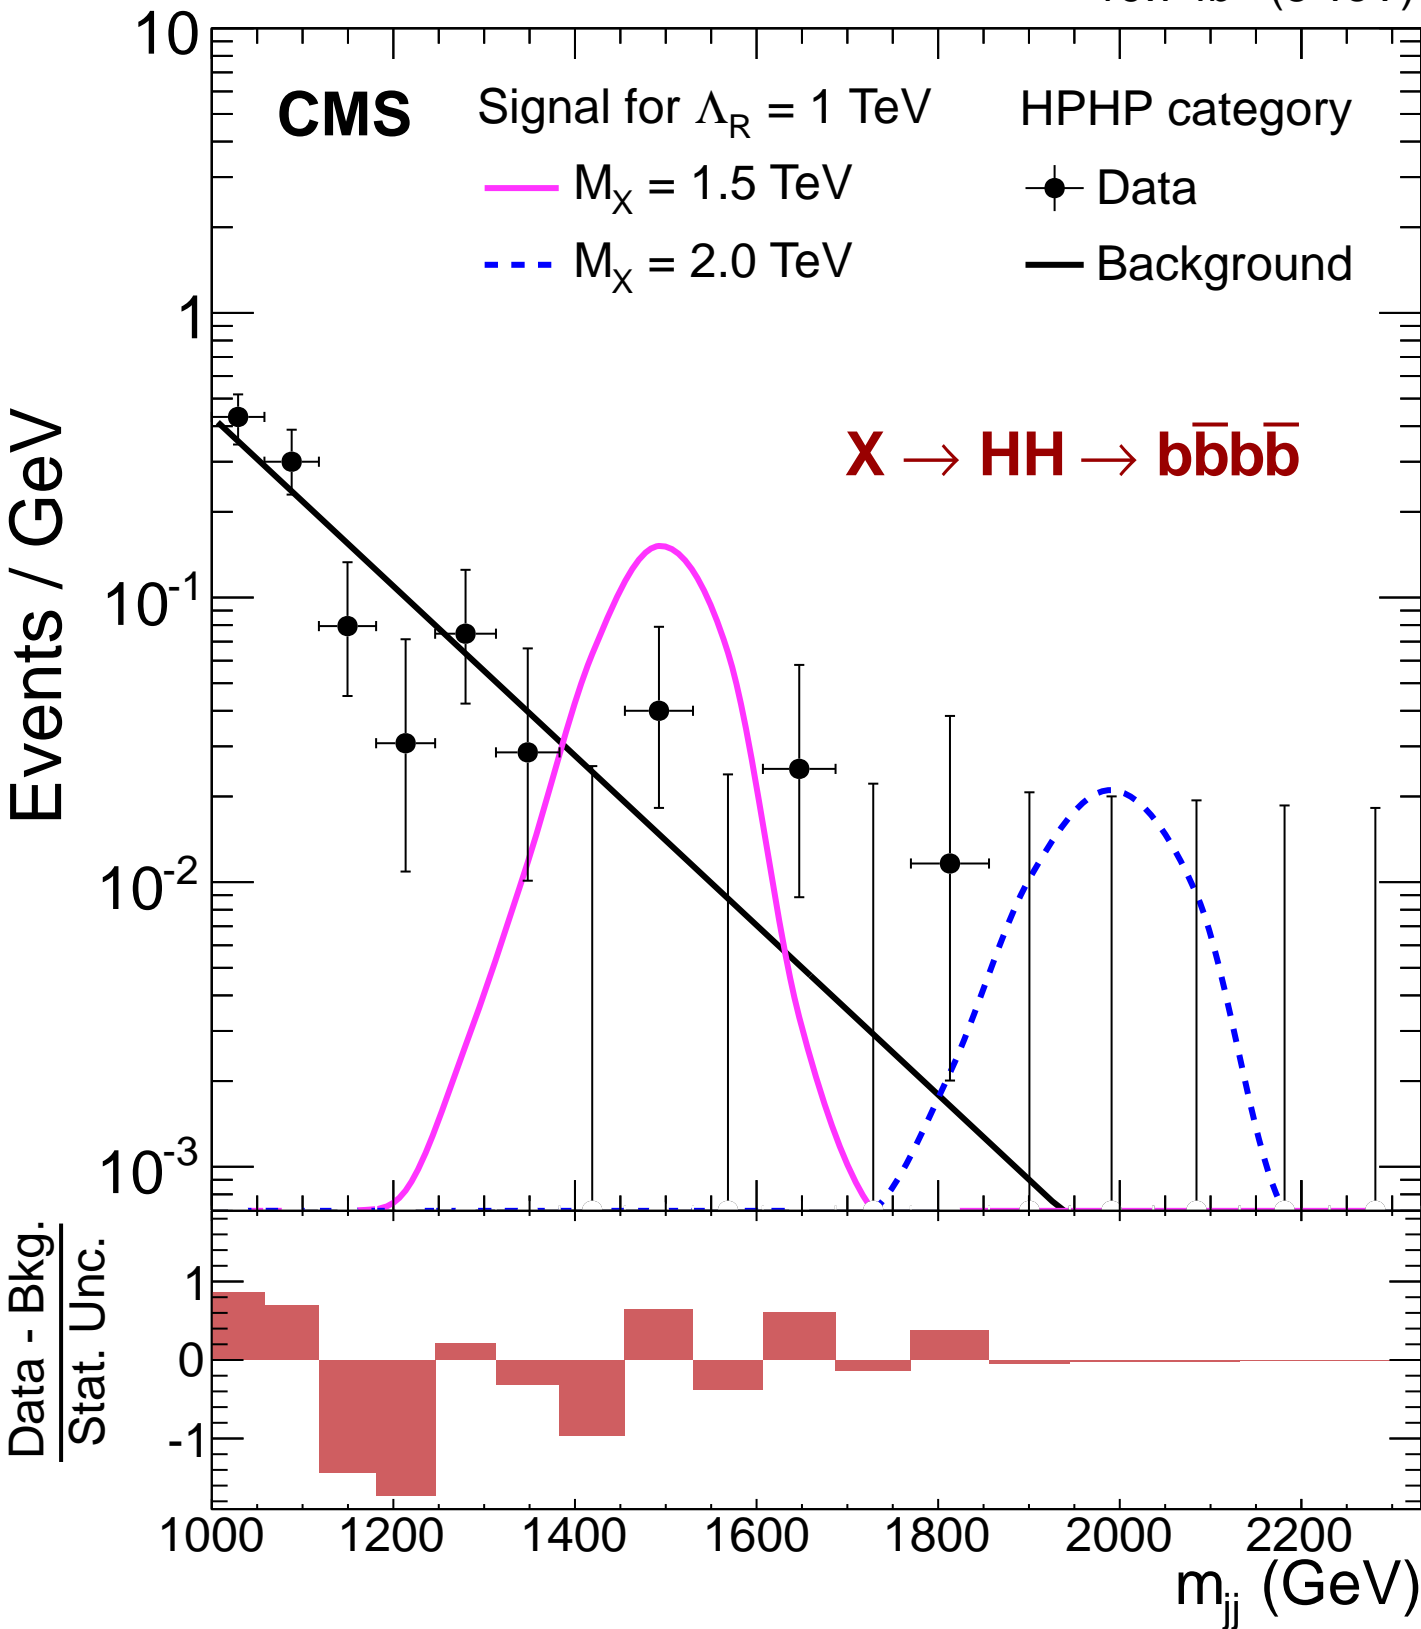 CMS
Signal for Λ_R = 1 TeV
M_X = 1.5 TeV
M_X = 2.0 TeV
HPHP category
Data
Background
X → HH → bb̅bb̅
Events / GeV
10
1
10^-1
10^-2
10^-3
Data - Bkg.
Stat. Unc.
1
0
-1
1000 1200 1400 1600 1800 2000 2200
m_jj (GeV)